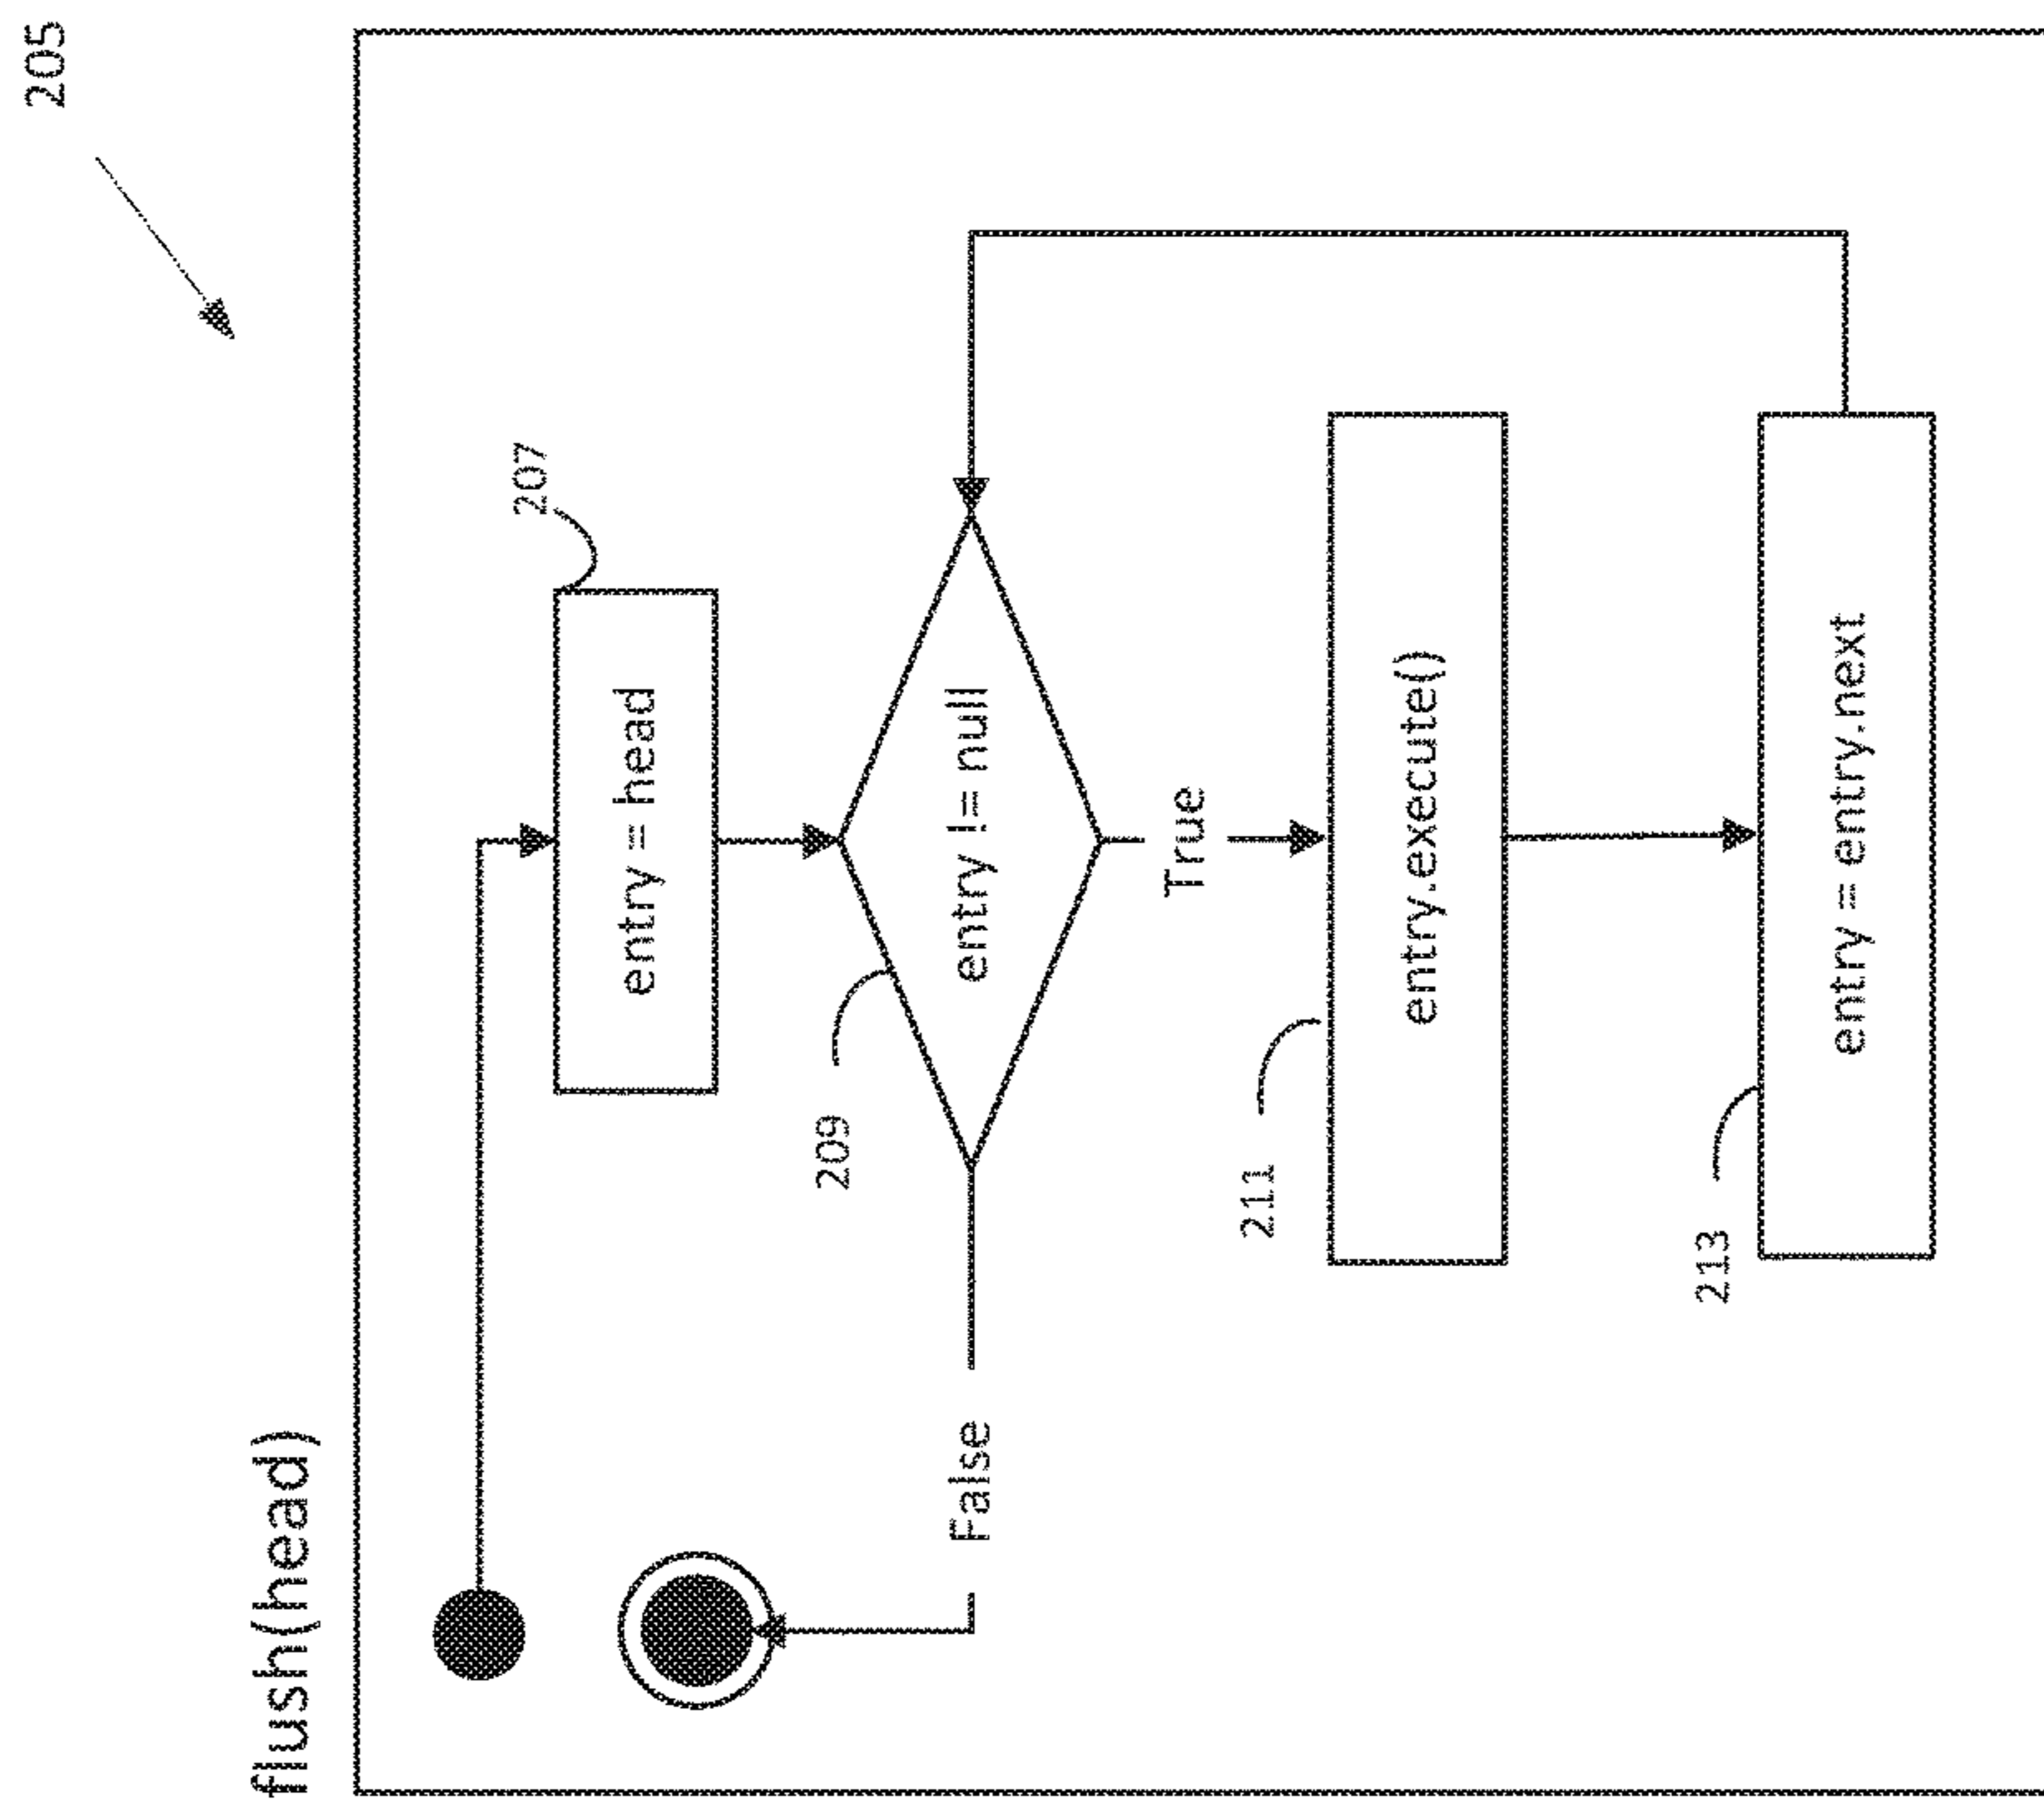 205
flush(head)
207
entry = head
209
entry != null
False
True
211
entry.execute()
213
entry = entry.next